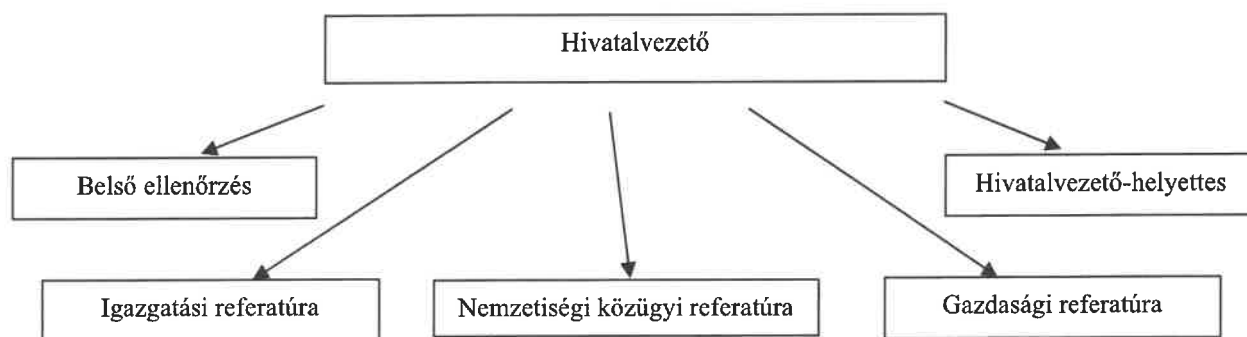 Hivatalvezető
Belső ellenőrzés
Hivatalvezető-helyettes
Igazgatási referatúra
Nemzetiségi közügyi referatúra
Gazdasági referatúra